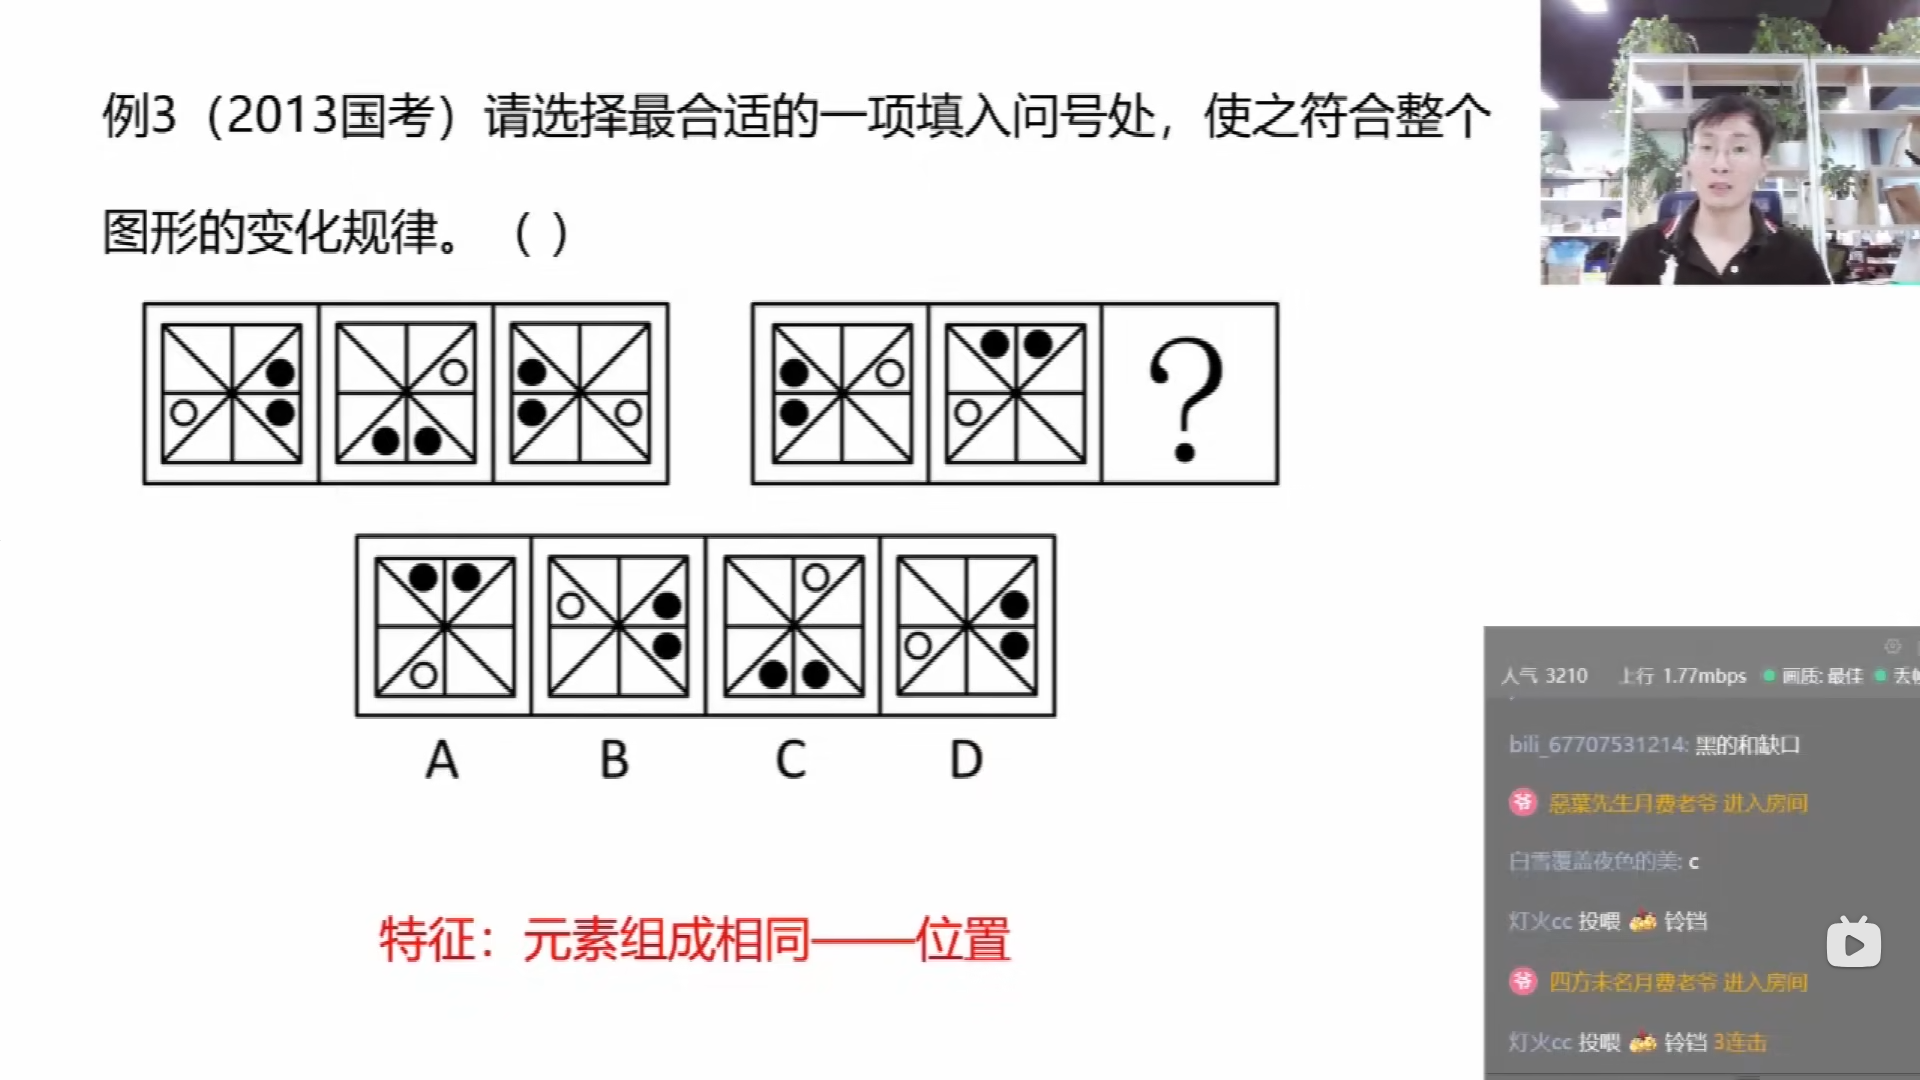 例3（2013国考）请选择最合适的一项填入问号处，使之符合整个
图形的变化规律。（ ）
?
A B C D
特征：元素组成相同——位置
人气 3210 上行 1.77mbps 画质: 最佳
bili_67707531214: 黑的和缺口
爷 惡葉先生月费老爷 进入房间
白雪覆盖夜色的美: c
灯火cc 投喂 铃铛
爷 四方未名月费老爷 进入房间
灯火cc 投喂 铃铛 3连击